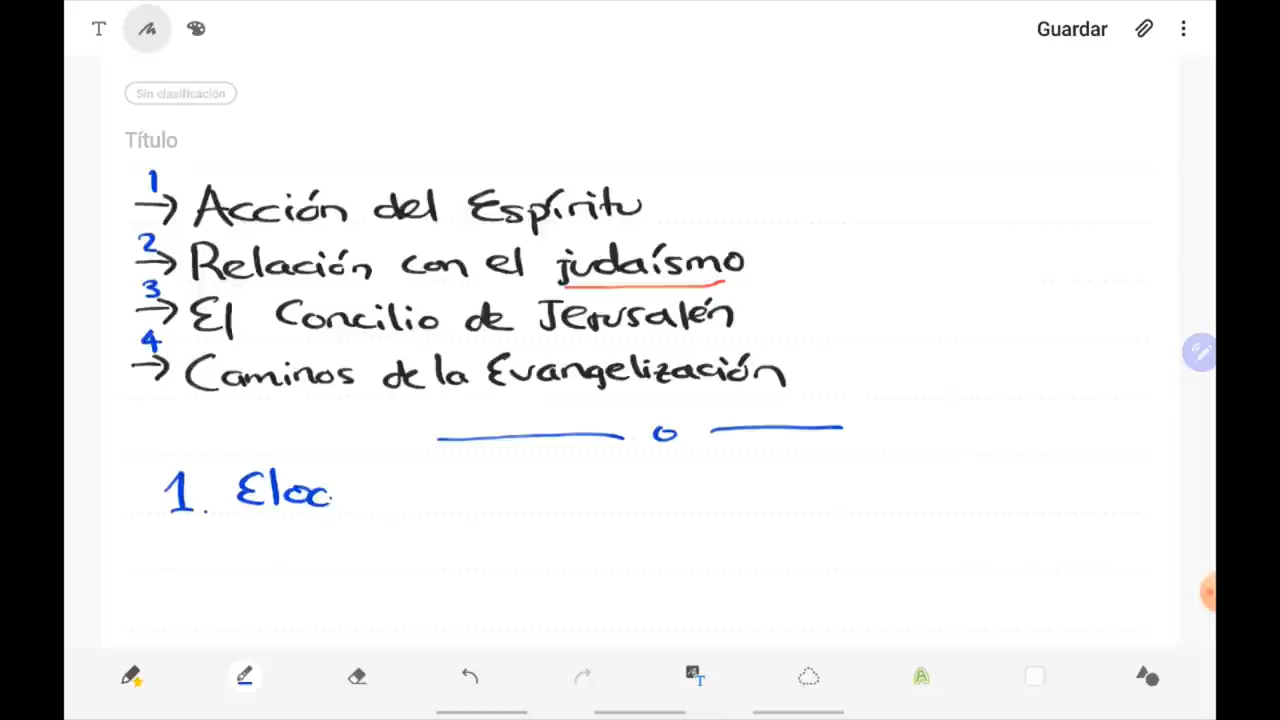 T Guardar
Sin clasificación
Título
1
→ Acción del Espíritu
2
→ Relación con el judaísmo
3
→ El Concilio de Jerusalén
4
→ Caminos de la Evangelización
1. Eloc